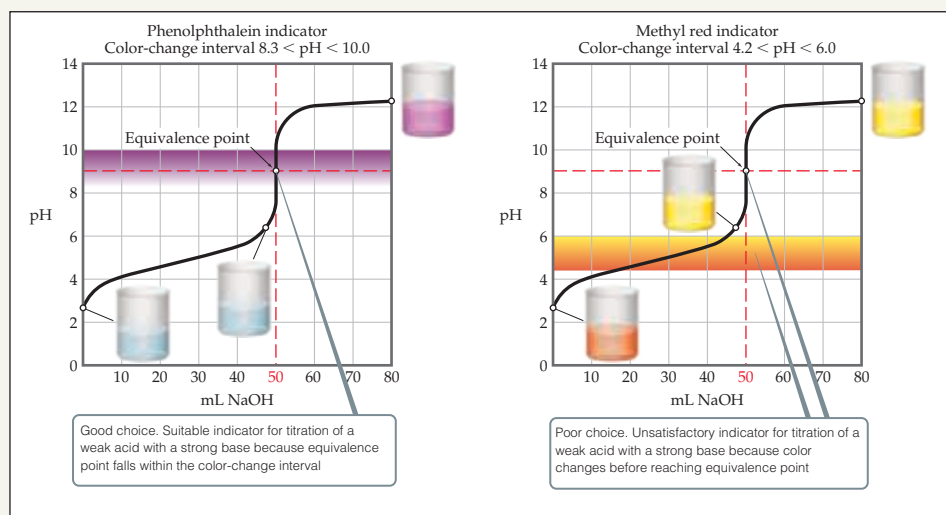 Phenolphthalein indicator
Color-change interval 8.3 < pH < 10.0
14
12
10
8
6
4
2
0
pH
Equivalence point
10 20 30 40 50 60 70 80
mL NaOH
Good choice. Suitable indicator for titration of a
weak acid with a strong base because equivalence
point falls within the color-change interval
Methyl red indicator
Color-change interval 4.2 < pH < 6.0
14
12
10
8
6
4
2
0
pH
Equivalence point
10 20 30 40 50 60 70 80
mL NaOH
Poor choice. Unsatisfactory indicator for titration of a
weak acid with a strong base because color
changes before reaching equivalence point